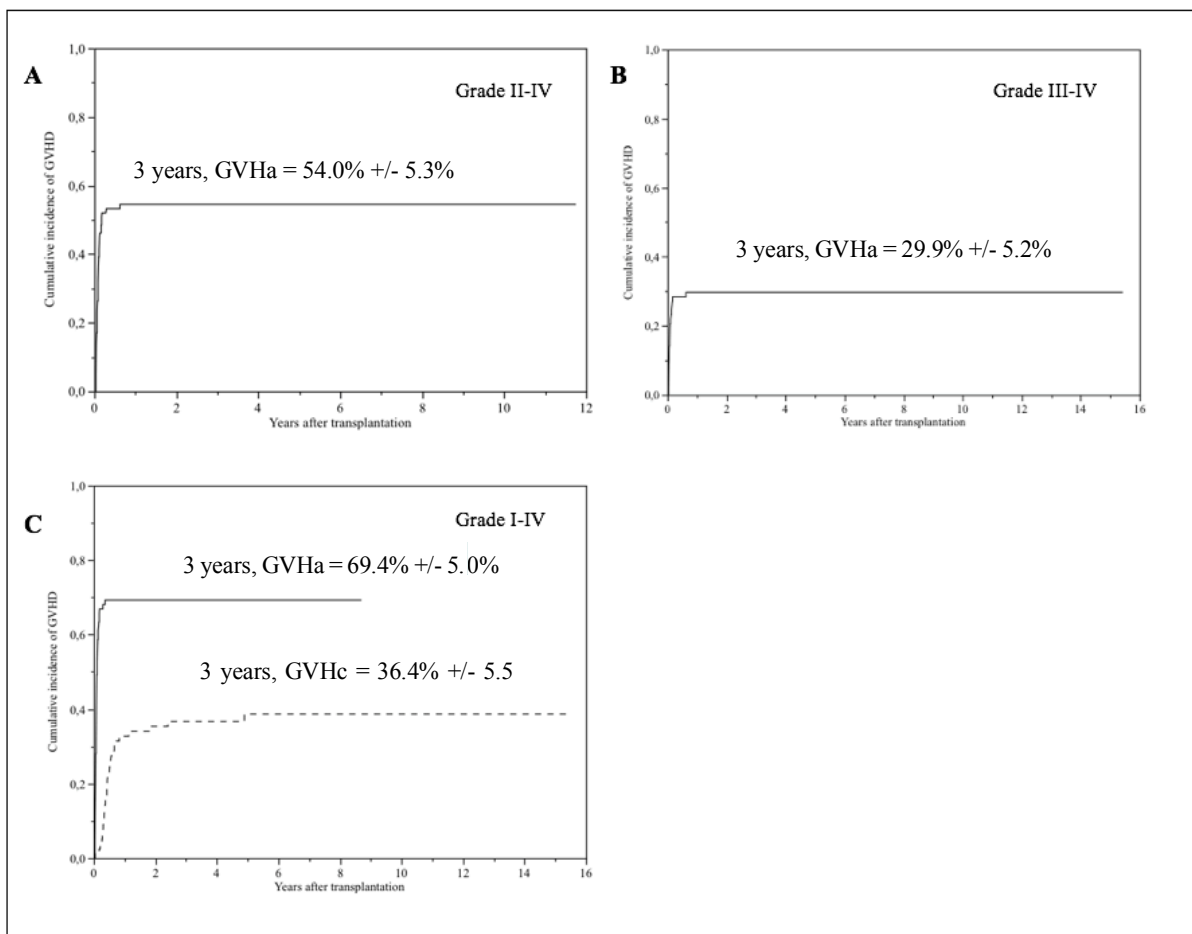 A
Grade II-IV
3 years, GVHa = 54.0% +/- 5.3%
Cumulative incidence of GVHD
1,0
0,8
0,6
0,4
0,2
0,0
0 2 4 6 8 10 12
Years after transplantation
B
Grade III-IV
3 years, GVHa = 29.9% +/- 5.2%
Cumulative incidence of GVHD
1,0
0,8
0,6
0,4
0,2
0,0
0 2 4 6 8 10 12 14 16
Years after transplantation
C
Grade I-IV
3 years, GVHa = 69.4% +/- 5.0%
3 years, GVHc = 36.4% +/- 5.5
Cumulative incidence of GVHD
1,0
0,8
0,6
0,4
0,2
0,0
0 2 4 6 8 10 12 14 16
Years after transplantation